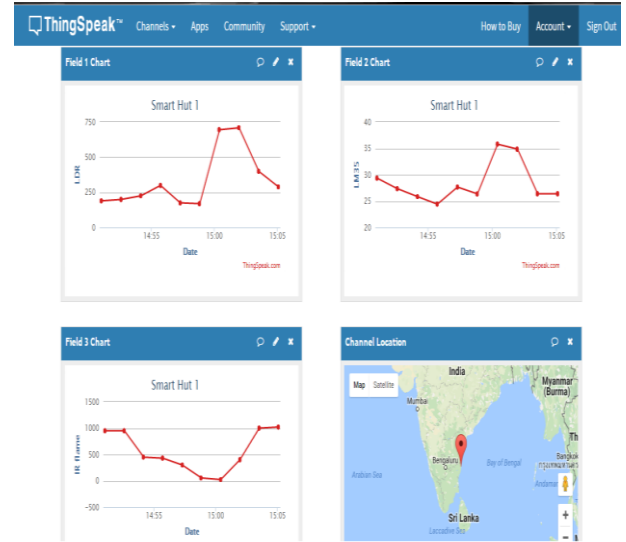 ThingSpeak™ Channels Apps Community Support How to Buy Account Sign Out
Field 1 Chart
Smart Hut 1
750
500
250
0
LDR
14:55 15:00 15:05
Date
ThingSpeak.com
Field 2 Chart
Smart Hut 1
40
35
30
25
20
LM35
14:55 15:00 15:05
Date
ThingSpeak.com
Field 3 Chart
Smart Hut 1
1500
1000
500
0
-500
IR flame
14:55 15:00 15:05
Date
Channel Location
Map Satellite
India
Mumbai
Myanmar
(Burma)
Th
Bengaluru
Bay of Bengal
Bangkok
Arabian Sea
Andaman
Sri Lanka
Laccadive Sea
+
-